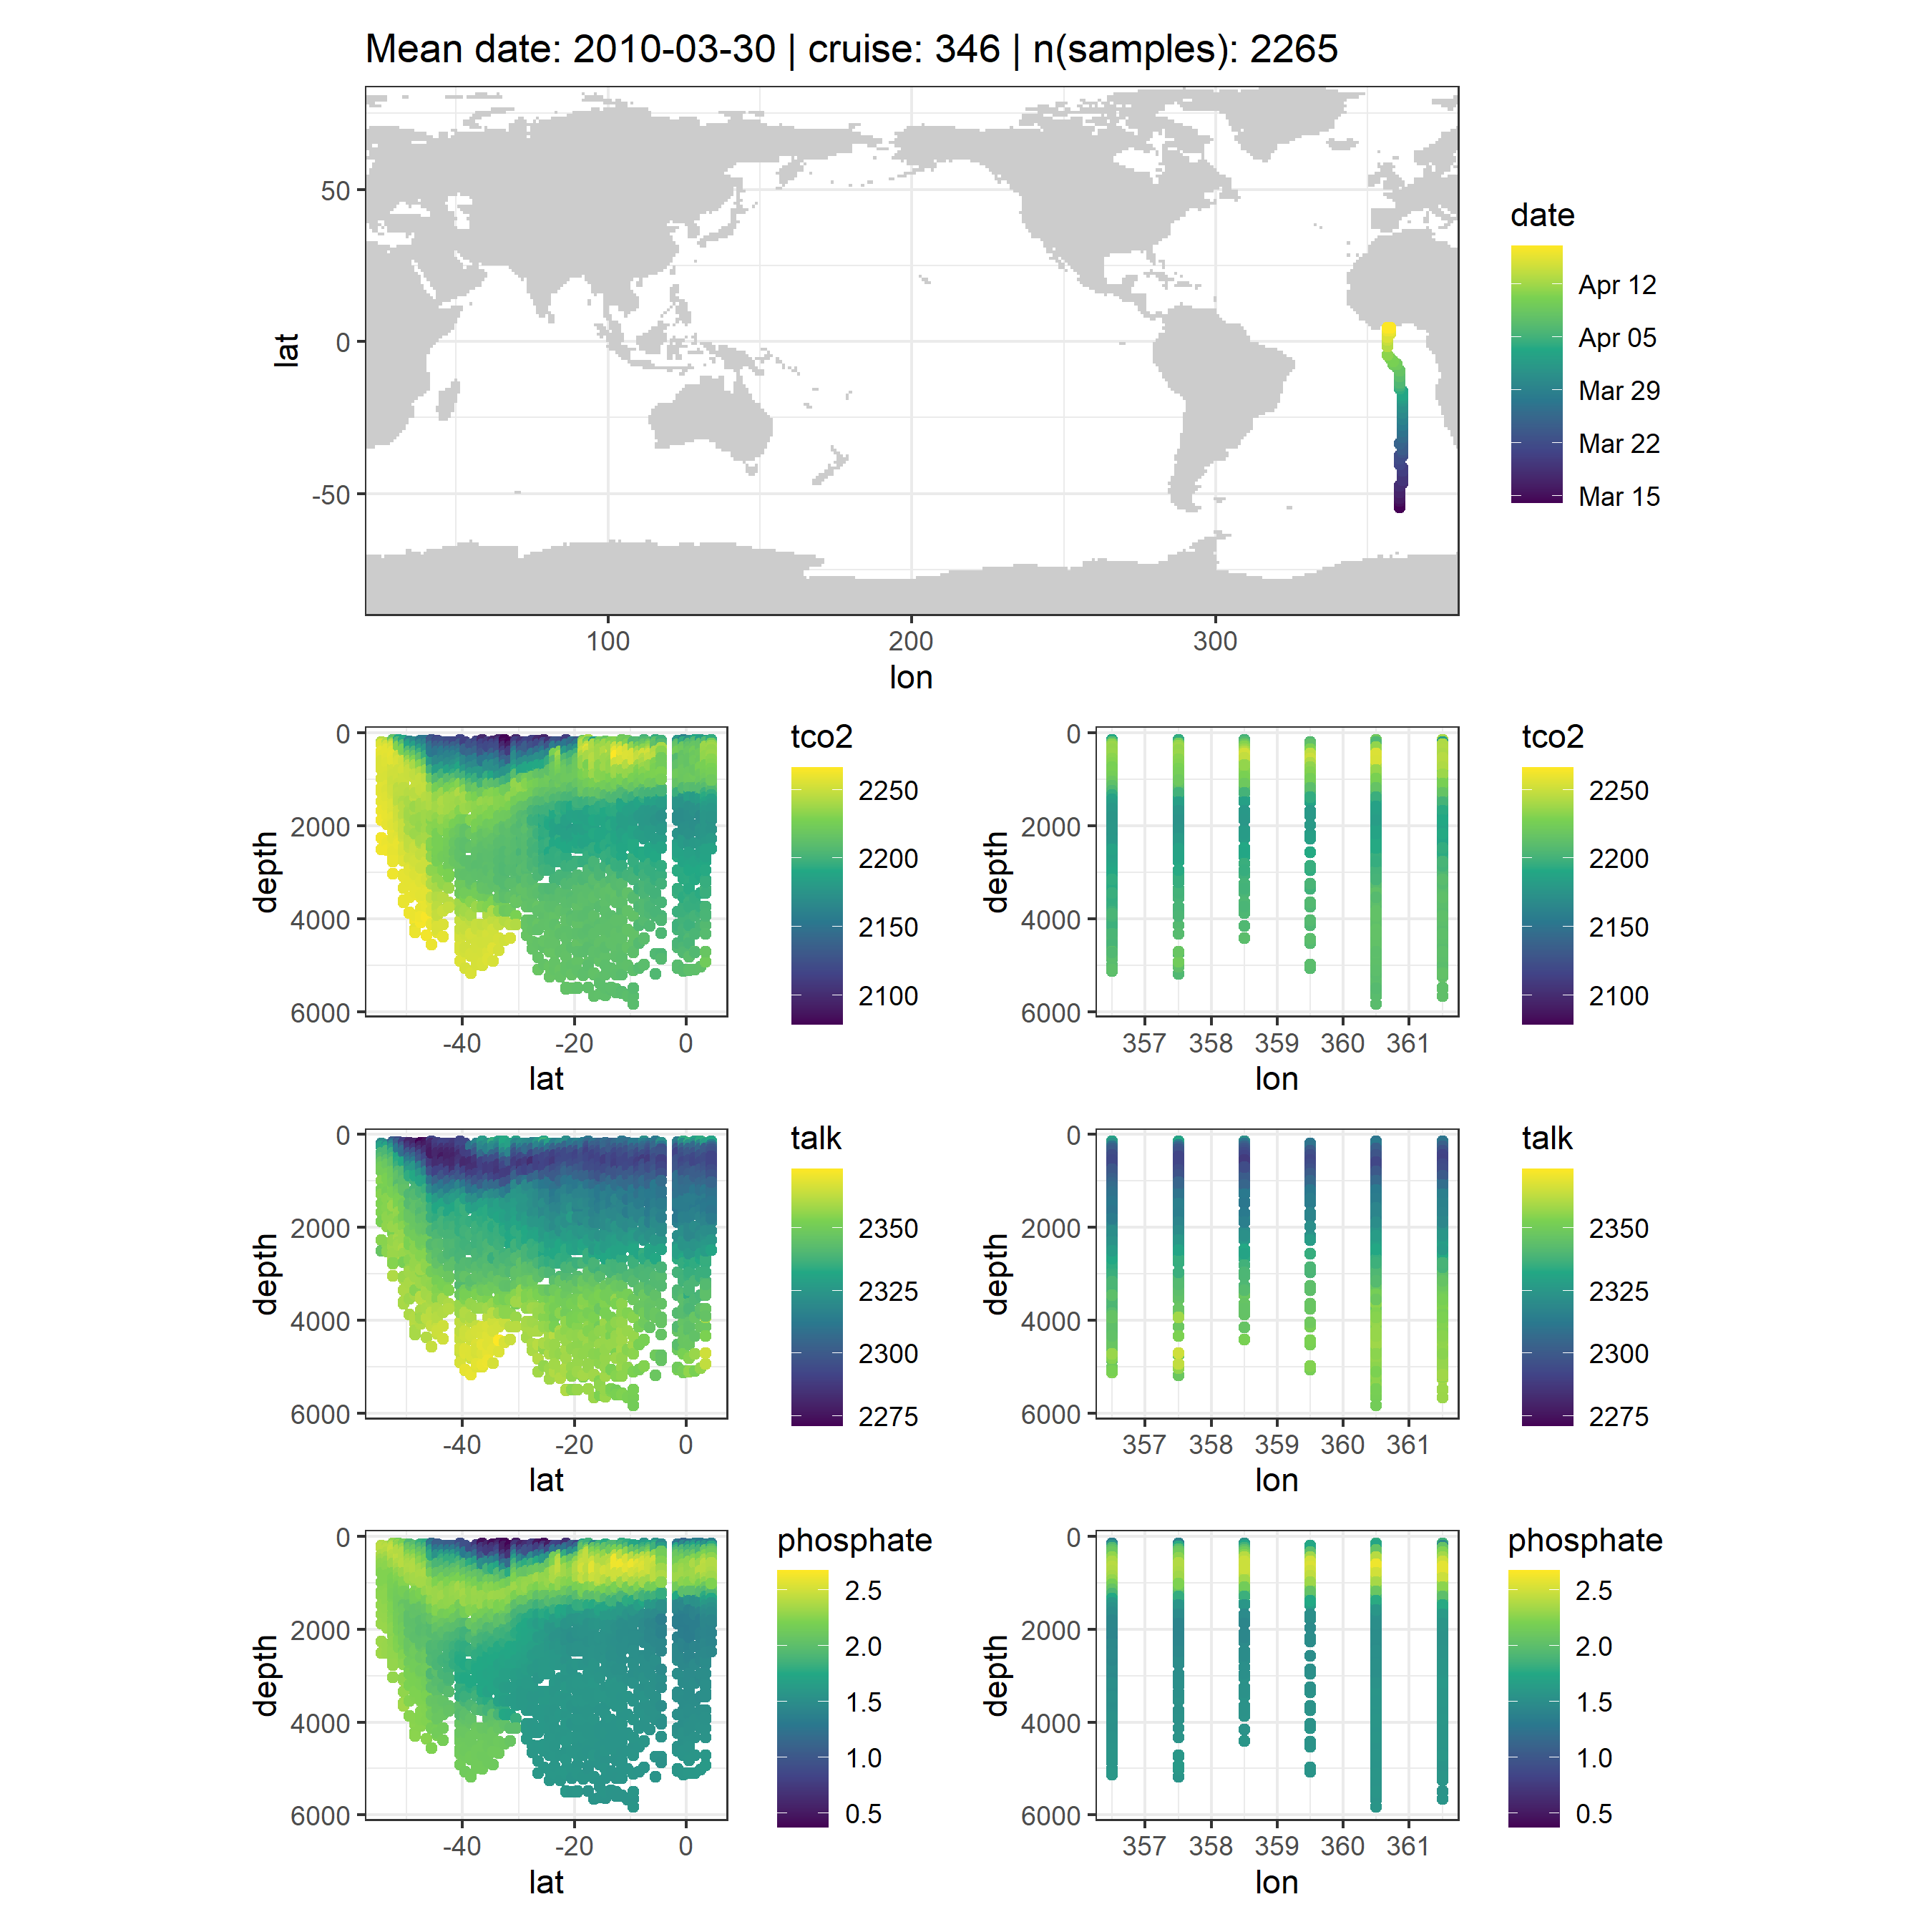 Mean date: 2010-03-30 | cruise: 346 | n(samples): 2265
lat
50
0
-50
100 200 300
lon
date
Apr 12
Apr 05
Mar 29
Mar 22
Mar 15
depth
0
2000
4000
6000
-40 -20 0
lat
tco2
2250
2200
2150
2100
depth
0
2000
4000
6000
357 358 359 360 361
lon
tco2
2250
2200
2150
2100
depth
0
2000
4000
6000
-40 -20 0
lat
talk
2350
2325
2300
2275
depth
0
2000
4000
6000
357 358 359 360 361
lon
talk
2350
2325
2300
2275
depth
0
2000
4000
6000
-40 -20 0
lat
phosphate
2.5
2.0
1.5
1.0
0.5
depth
0
2000
4000
6000
357 358 359 360 361
lon
phosphate
2.5
2.0
1.5
1.0
0.5